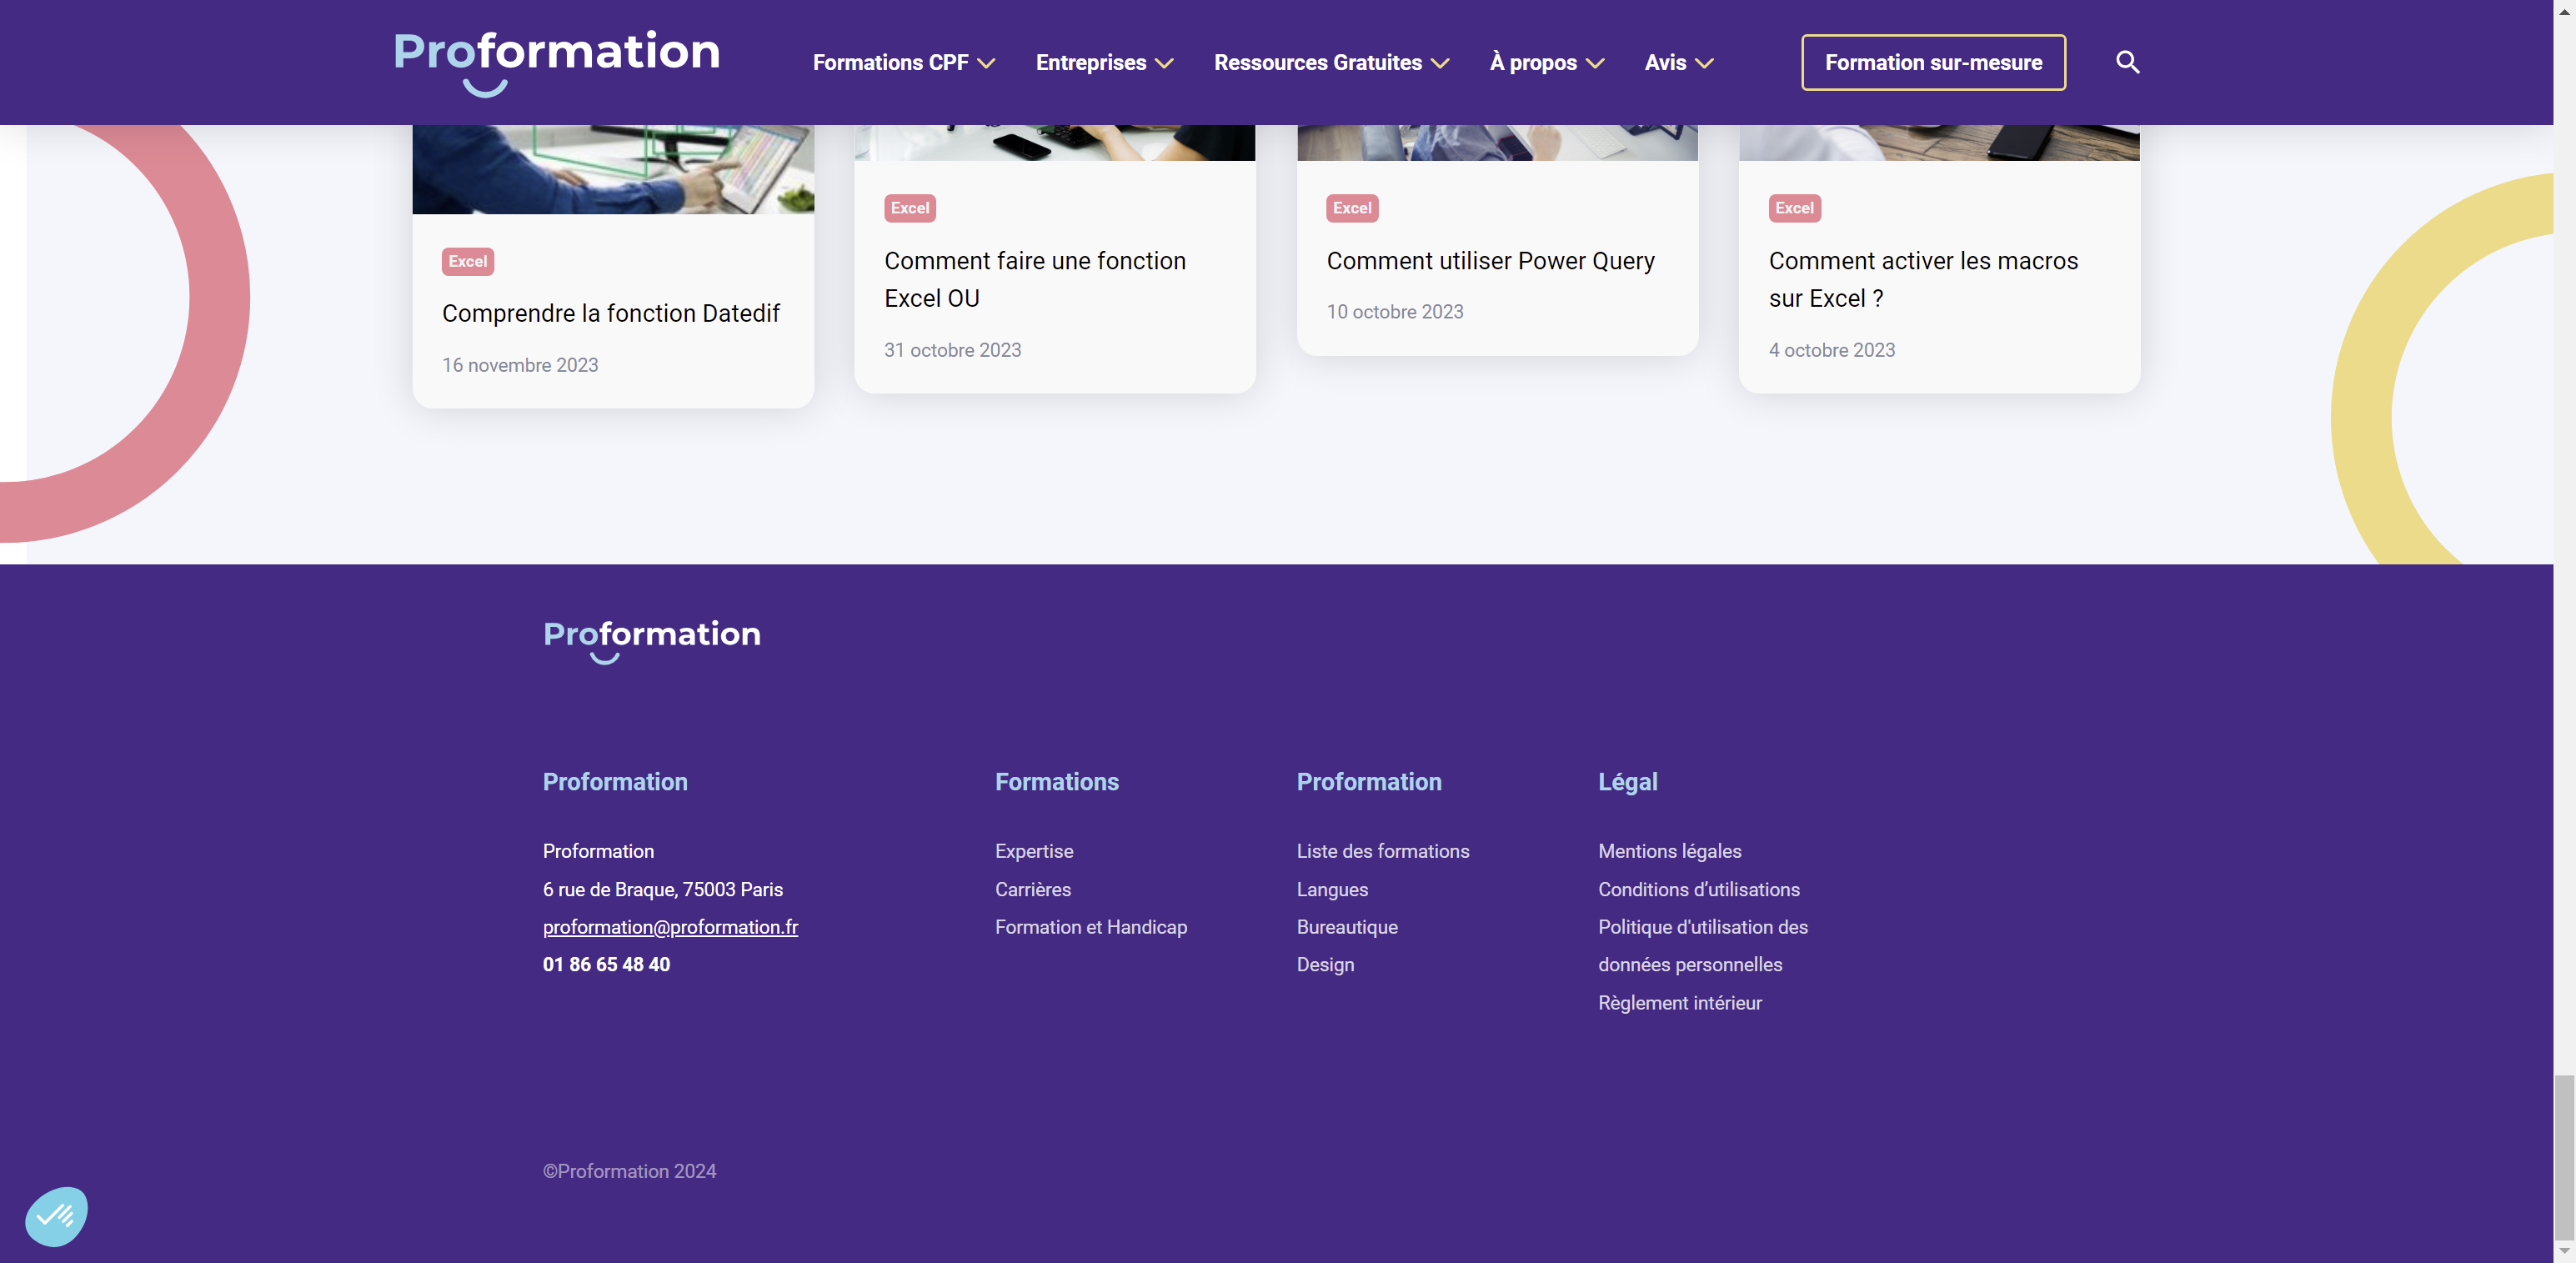 Proformation
Formations CPF
Entreprises
Ressources Gratuites
À propos
Avis
Formation sur-mesure
Excel
Comprendre la fonction Datedif
16 novembre 2023
Excel
Comment faire une fonction
Excel OU
31 octobre 2023
Excel
Comment utiliser Power Query
10 octobre 2023
Excel
Comment activer les macros
sur Excel ?
4 octobre 2023
Proformation
Proformation
Proformation
6 rue de Braque, 75003 Paris
proformation@proformation.fr
01 86 65 48 40
Formations
Expertise
Carrières
Formation et Handicap
Proformation
Liste des formations
Langues
Bureautique
Design
Légal
Mentions légales
Conditions d’utilisations
Politique d'utilisation des
données personnelles
Règlement intérieur
©Proformation 2024